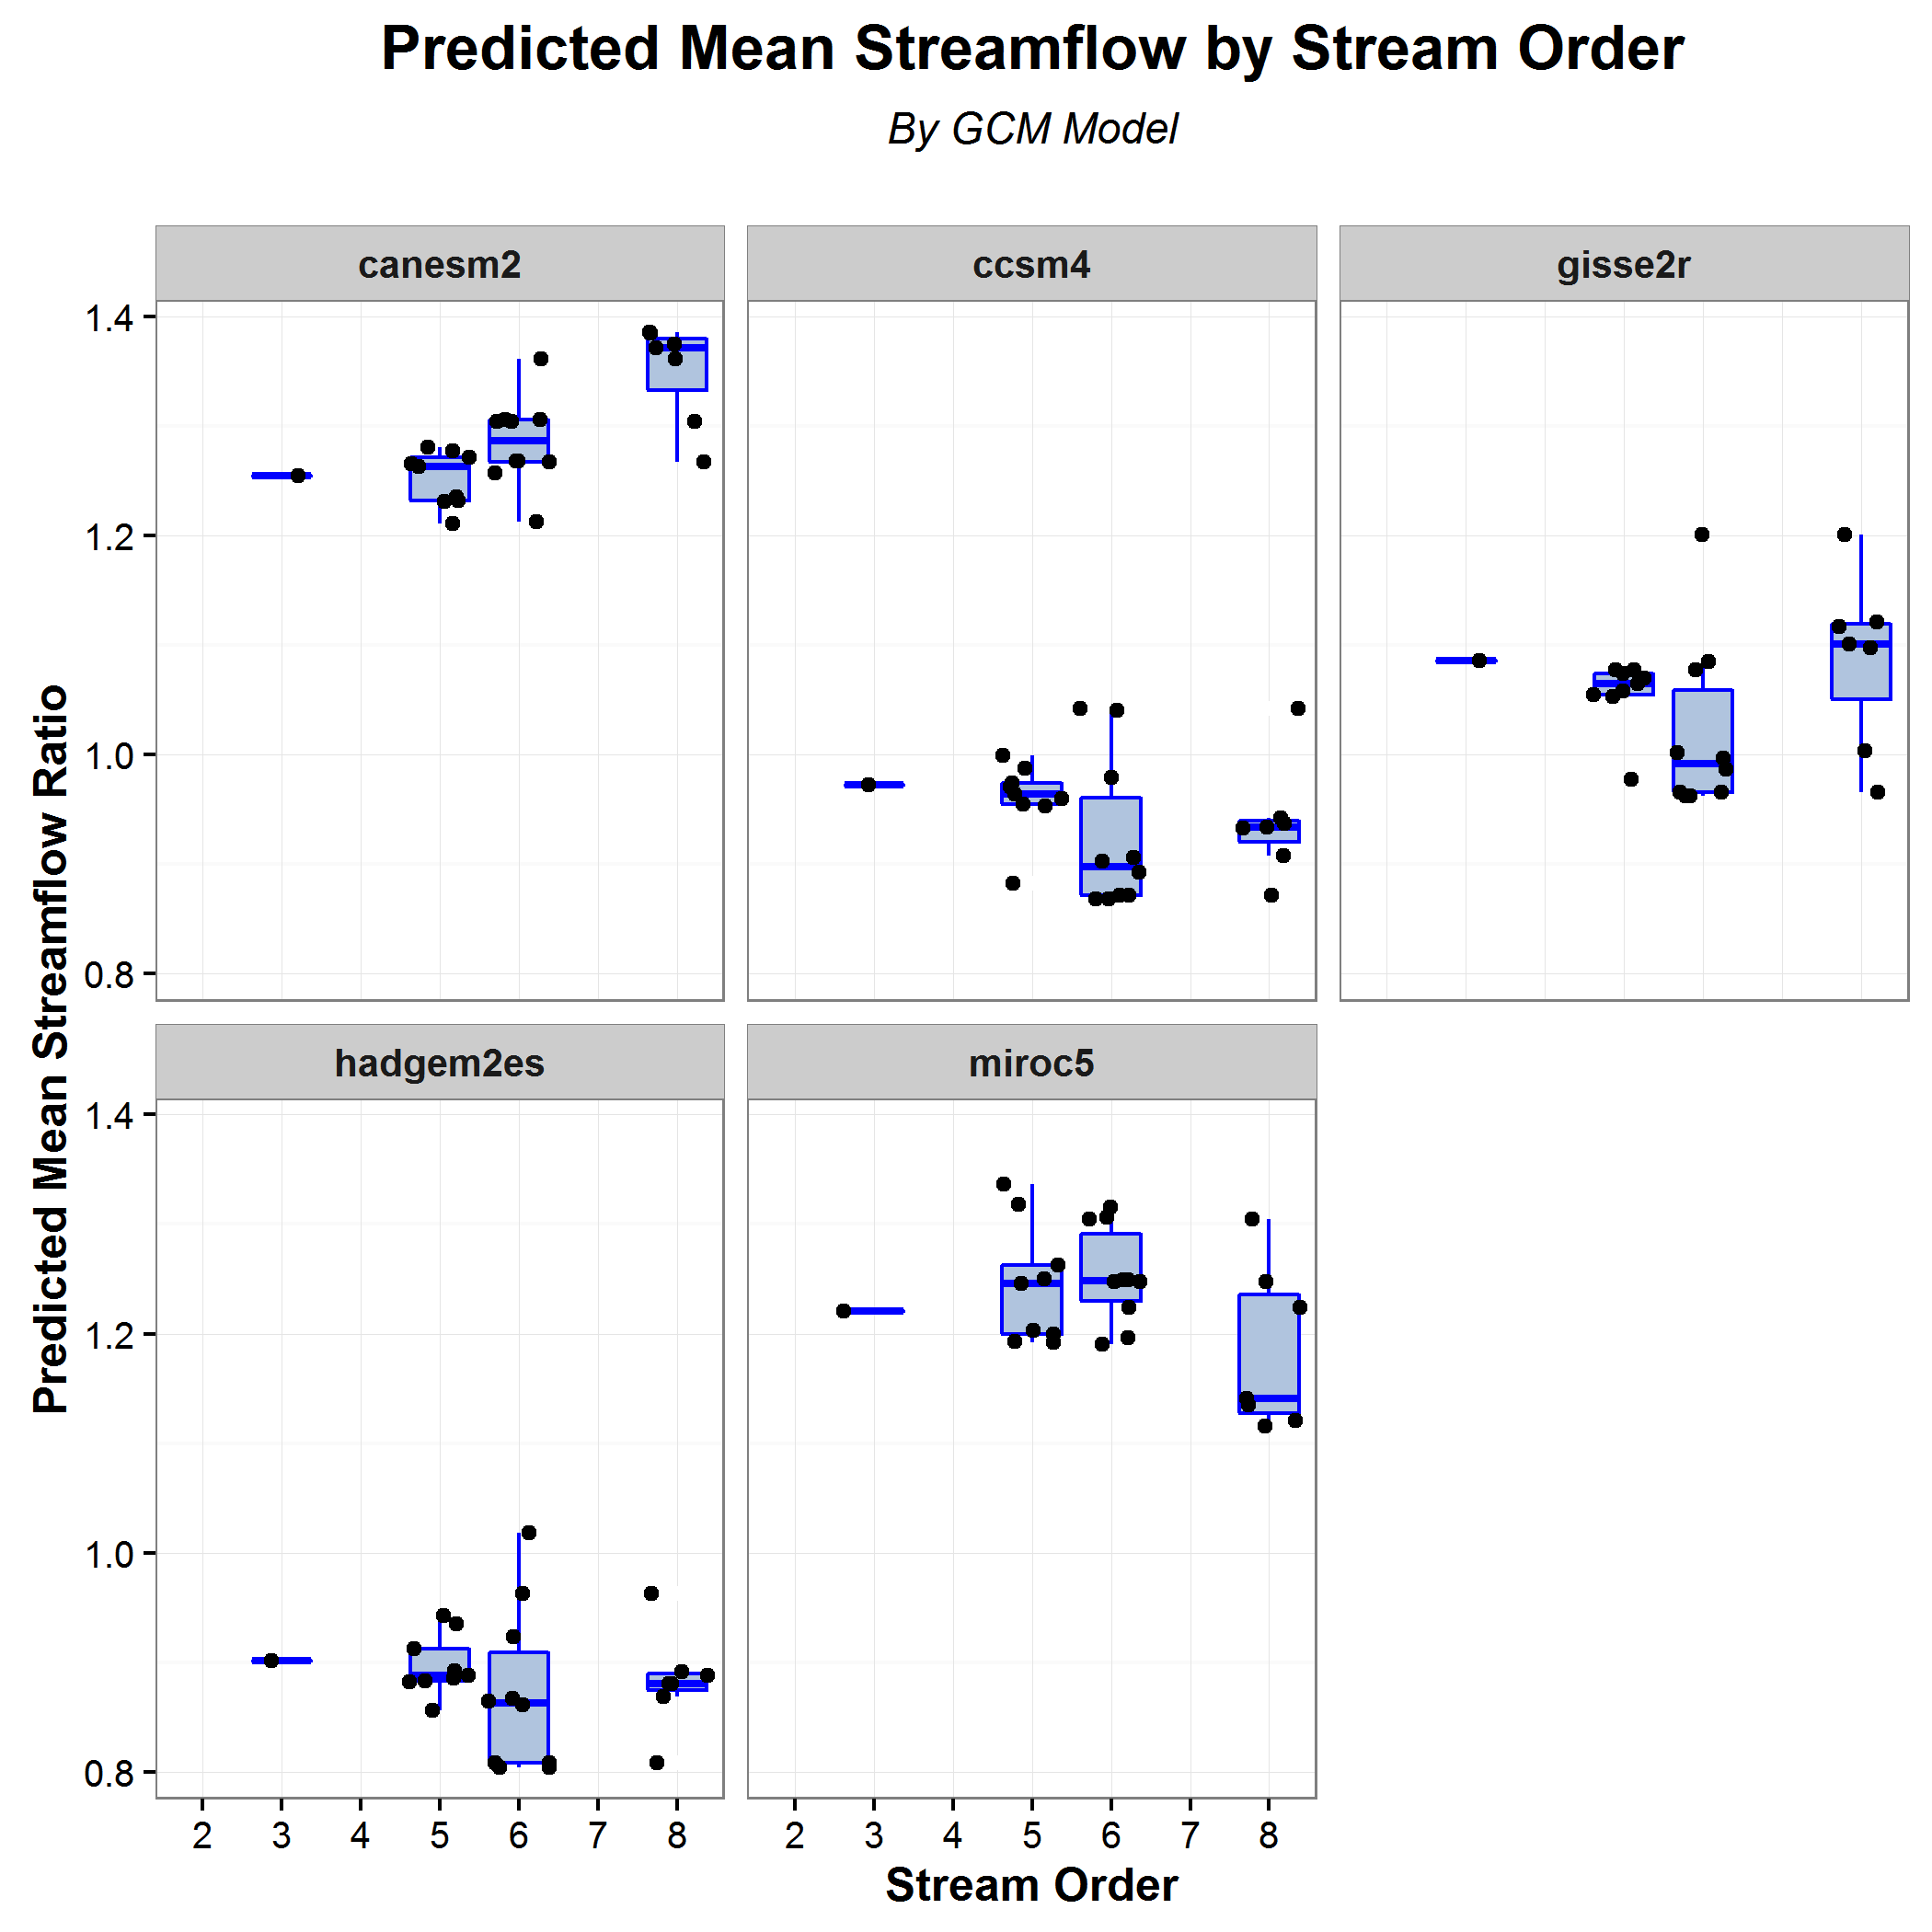 Predicted Mean Streamflow by Stream Order
By GCM Model
canesm2
ccsm4
gisse2r
1.4
1.2
1.0
0.8
Predicted Mean Streamflow Ratio
hadgem2es
miroc5
1.4
1.2
1.0
0.8
2 3 4 5 6 7 8
2 3 4 5 6 7 8
Stream Order